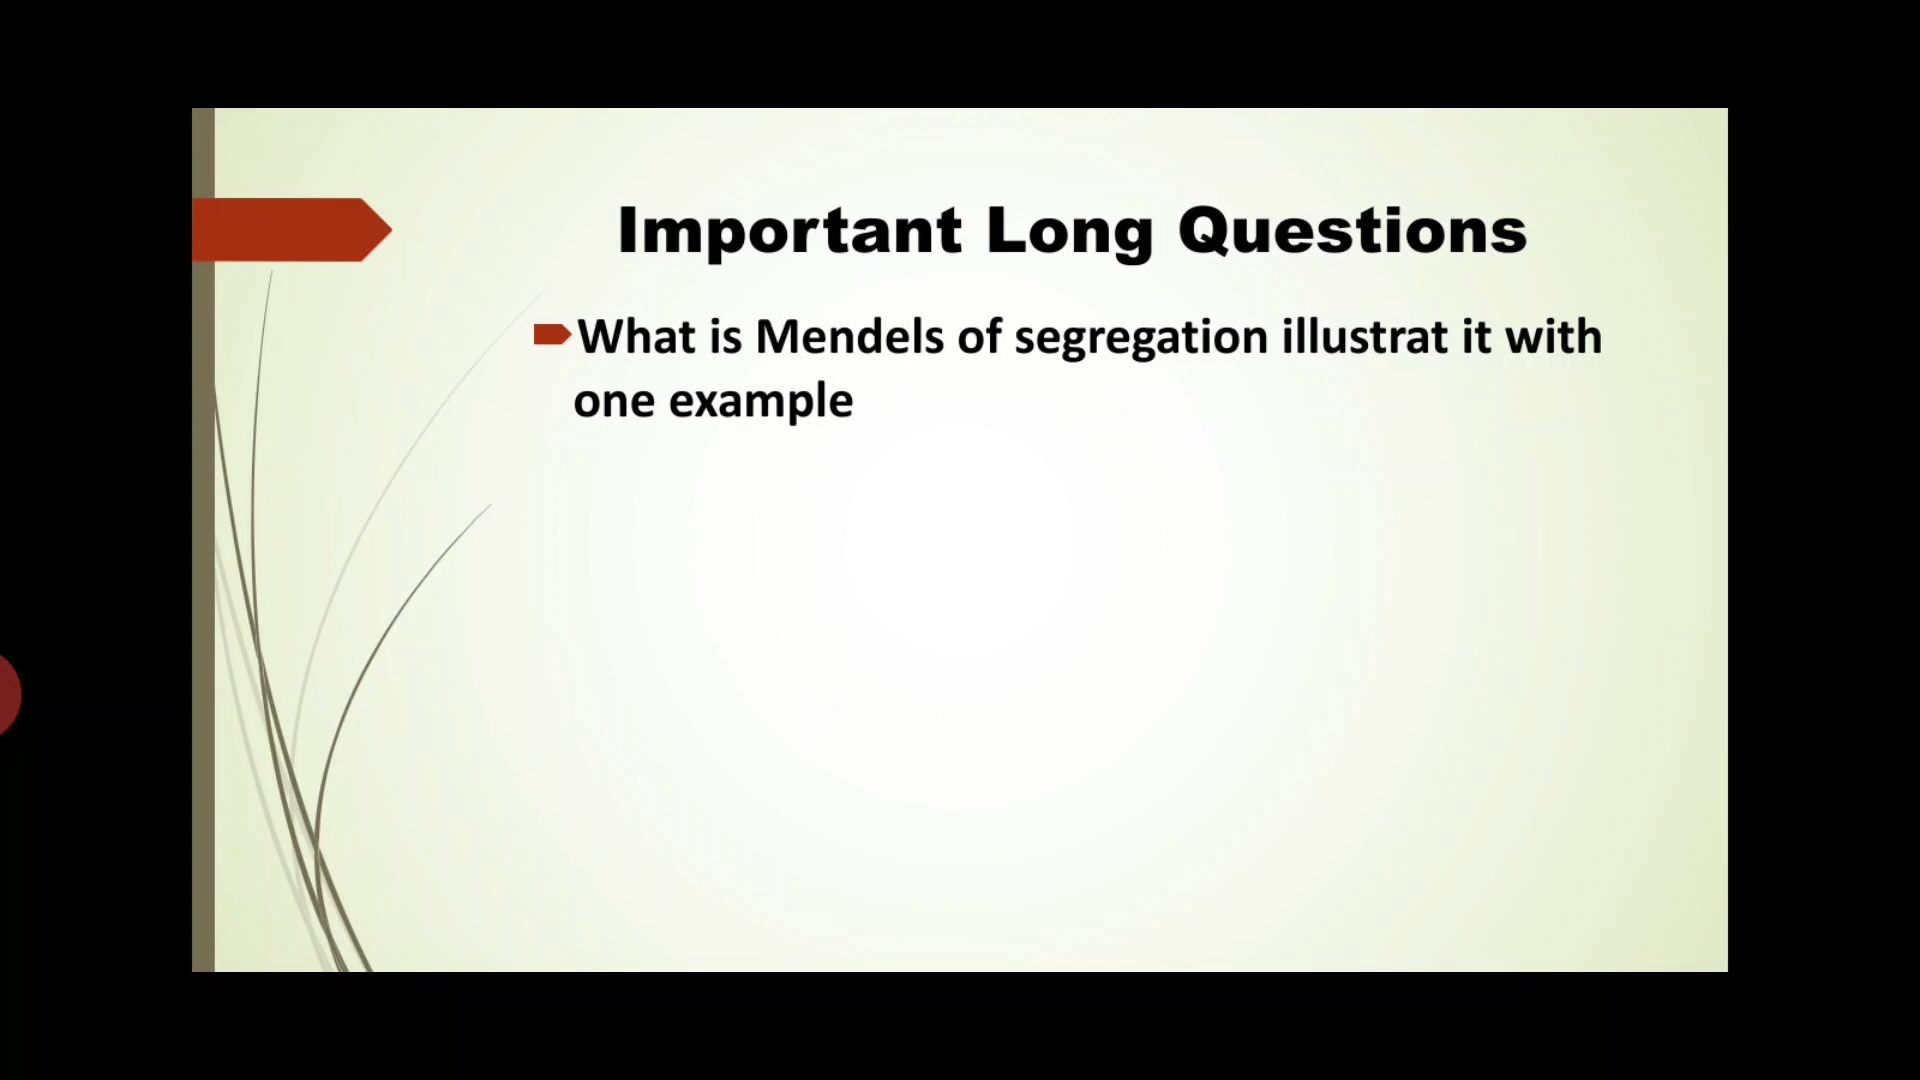 Important Long Questions
What is Mendels of segregation illustrat it with
one example